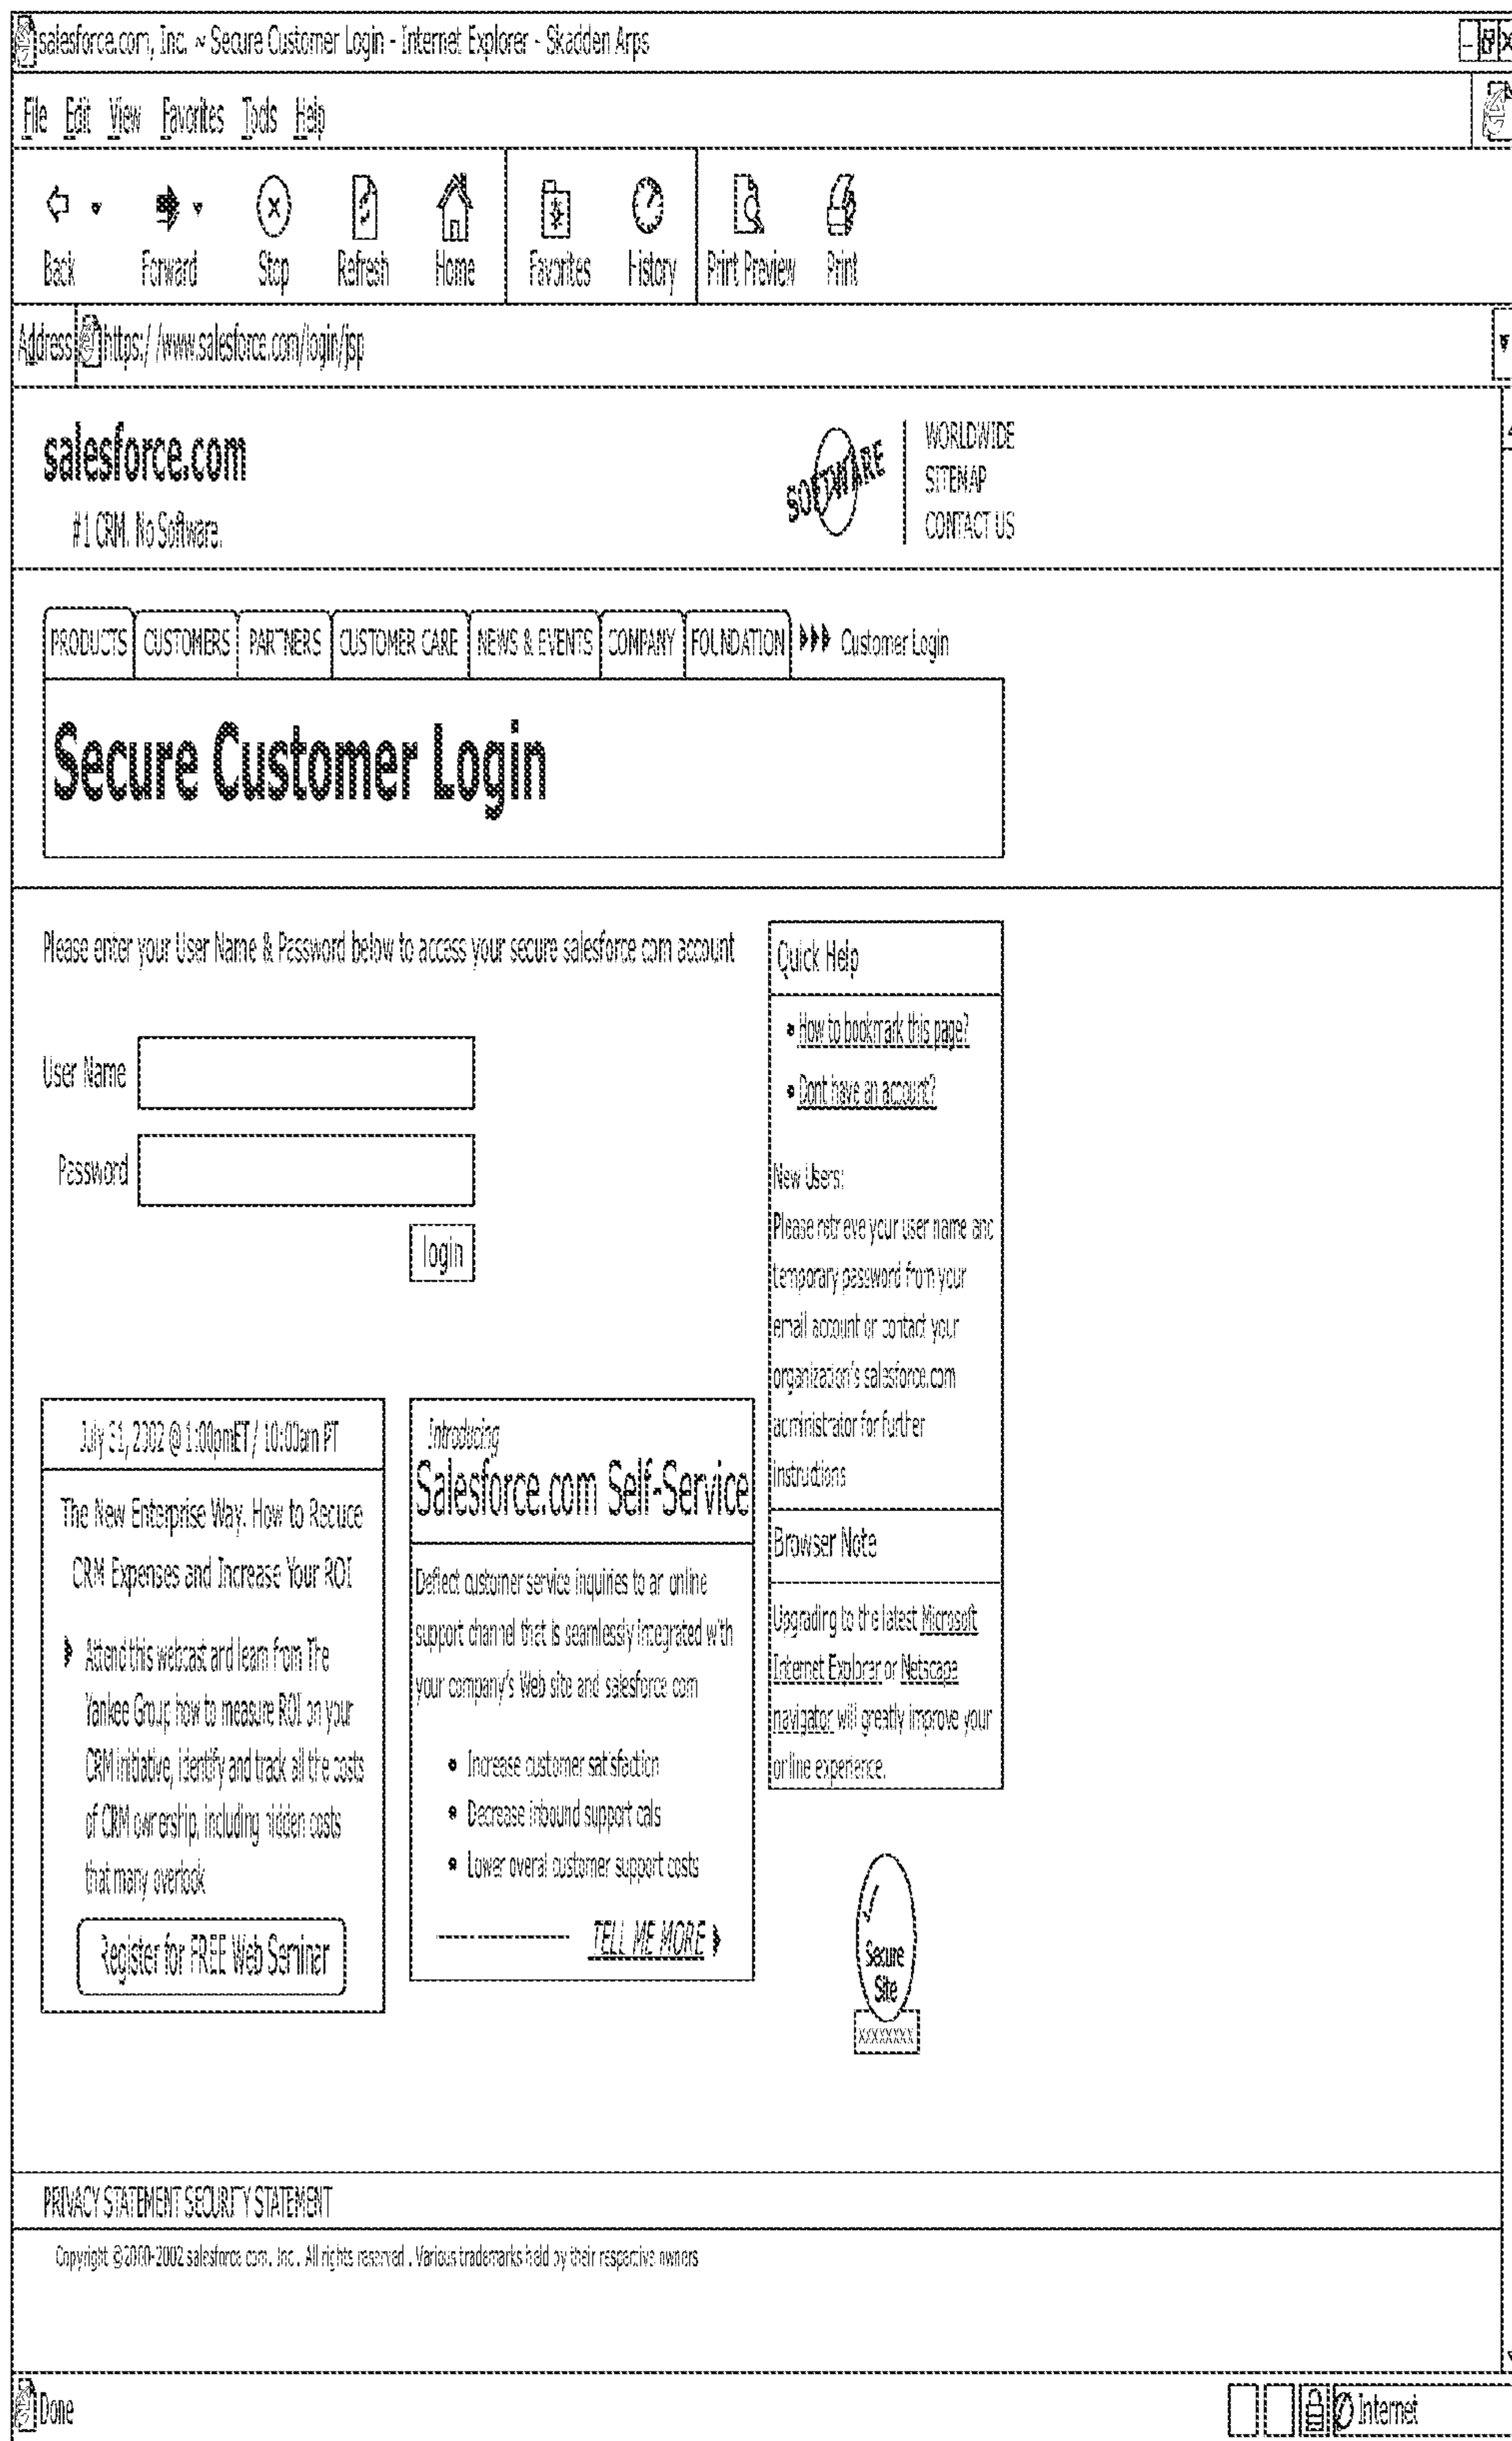 salesforce.com, Inc. ~ Secure Customer Login - Internet Explorer - Skadden Arps
File Edit View Favorites Tools Help
Back Forward Stop Refresh Home Favorites History Print Preview Print
Address https://www.salesforce.com/login/jsp
salesforce.com
#1 CRM. No Software.
SOFTWARE
WORLDWIDE
SITEMAP
CONTACT US
PRODUCTS CUSTOMERS PARTNERS CUSTOMER CARE NEWS & EVENTS COMPANY FOUNDATION Customer Login
Secure Customer Login
Please enter your User Name & Password below to access your secure salesforce com account
User Name
Password
login
Quick Help
• How to bookmark this page?
• Dont have an account?
New Users:
Please retrieve your user name and
temporary password from your
email account or contact your
organization's salesforce.com
administrator for further
instructions
Browser Note
Upgrading to the latest Microsoft
Internet Explorer or Netscape
navigator will greatly improve your
online experience.
July 31, 2002 @ 1:00pmET / 10:00am PT
The New Enterprise Way. How to Reduce
CRM Expenses and Increase Your ROI
Attend this webcast and learn from The
Yankee Group how to measure ROI on your
CRM initiative, identify and track all the costs
of CRM ownership, including hidden costs
that many overlook
Register for FREE Web Seminar
Introducing
Salesforce.com Self-Service
Deflect customer service inquiries to an online
support channel that is seamlessly integrated with
your company's Web site and salesforce com
• Increase customer satisfaction
• Decrease inbound support calls
• Lower overal customer support costs
TELL ME MORE
Secure
Site
XXXXXXXX
PRIVACY STATEMENT SECURITY STATEMENT
Copyright @2000-2002 salesforce com. Inc. All rights reserved . Various trademarks held by their respective owners
Done
Internet